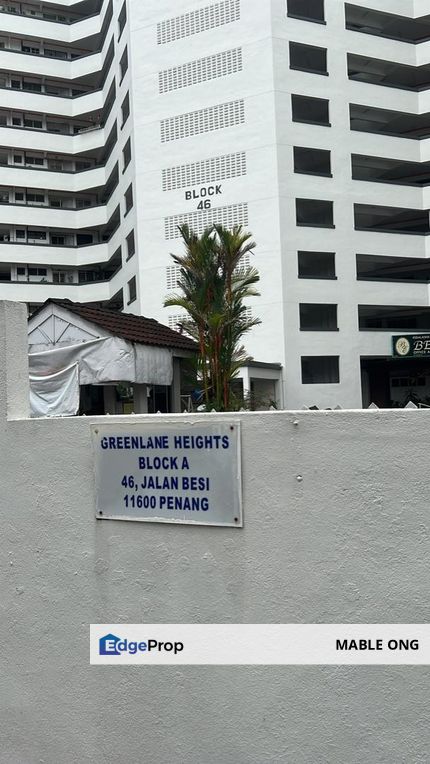 BLOCK
46
GREENLANE HEIGHTS
BLOCK A
46, JALAN BESI
11600 PENANG
EdgeProp
MABLE ONG